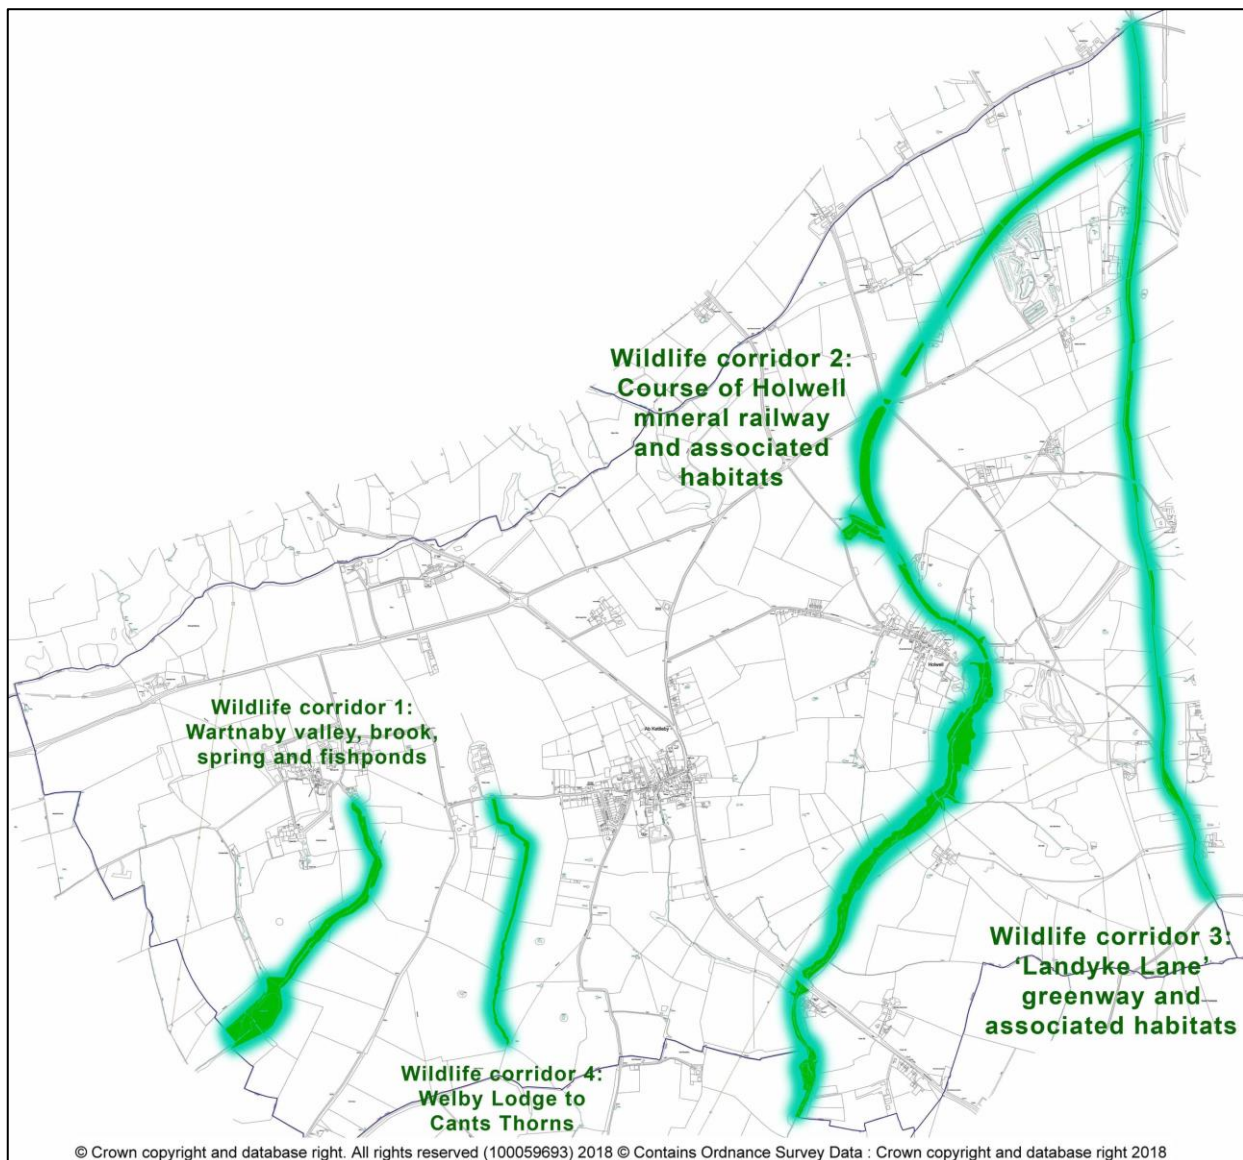 Wildlife corridor 2:
Course of Holwell
mineral railway
and associated
habitats
Wildlife corridor 1:
Wartnaby valley, brook,
spring and fishponds
Holwell
Ab Kettleby
Wildlife corridor 3:
‘Landyke Lane’
greenway and
associated habitats
Wildlife corridor 4:
Welby Lodge to
Cants Thorns
© Crown copyright and database right. All rights reserved (100059693) 2018 © Contains Ordnance Survey Data : Crown copyright and database right 2018